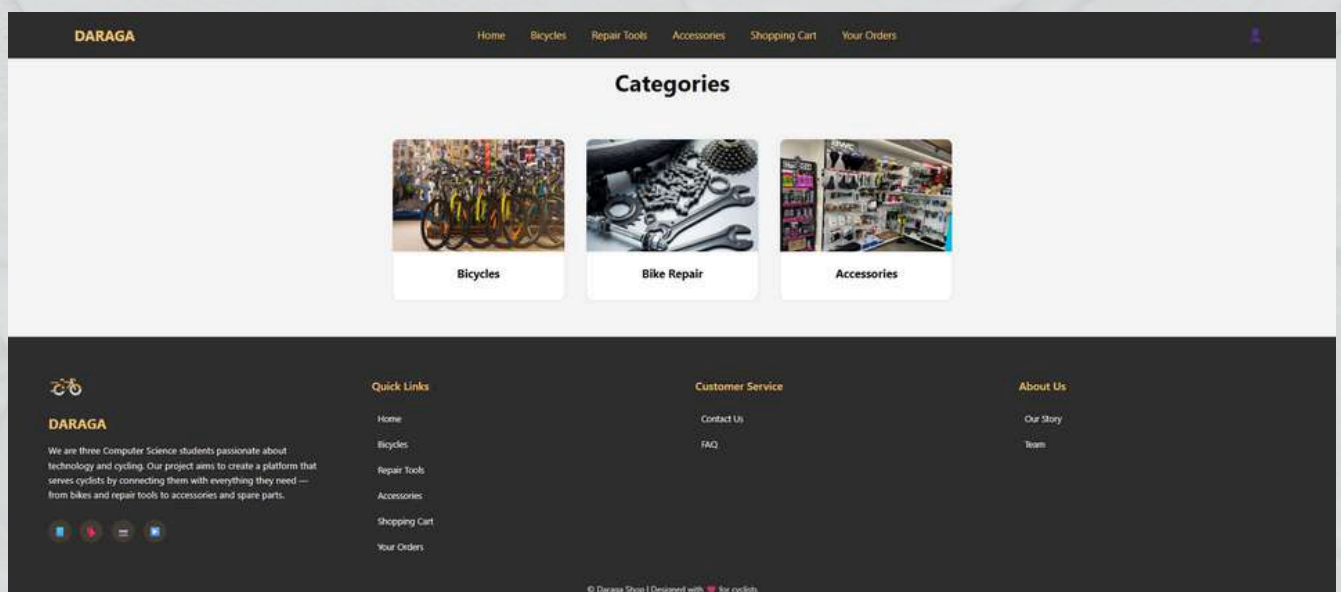 DARAGA
Home Bicycles Repair Tools Accessories Shopping Cart Your Orders
Categories
Bicycles Bike Repair Accessories
DARAGA
We are three Computer Science students passionate about
technology and cycling. Our project aims to create a platform that
serves cyclists by connecting them with everything they need —
from bikes and repair tools to accessories and spare parts.
Quick Links
Home
Bicycles
Repair Tools
Accessories
Shopping Cart
Your Orders
Customer Service
Contact Us
FAQ
About Us
Our Story
Team
© Daraga Shop | Designed with ❤ for cyclists